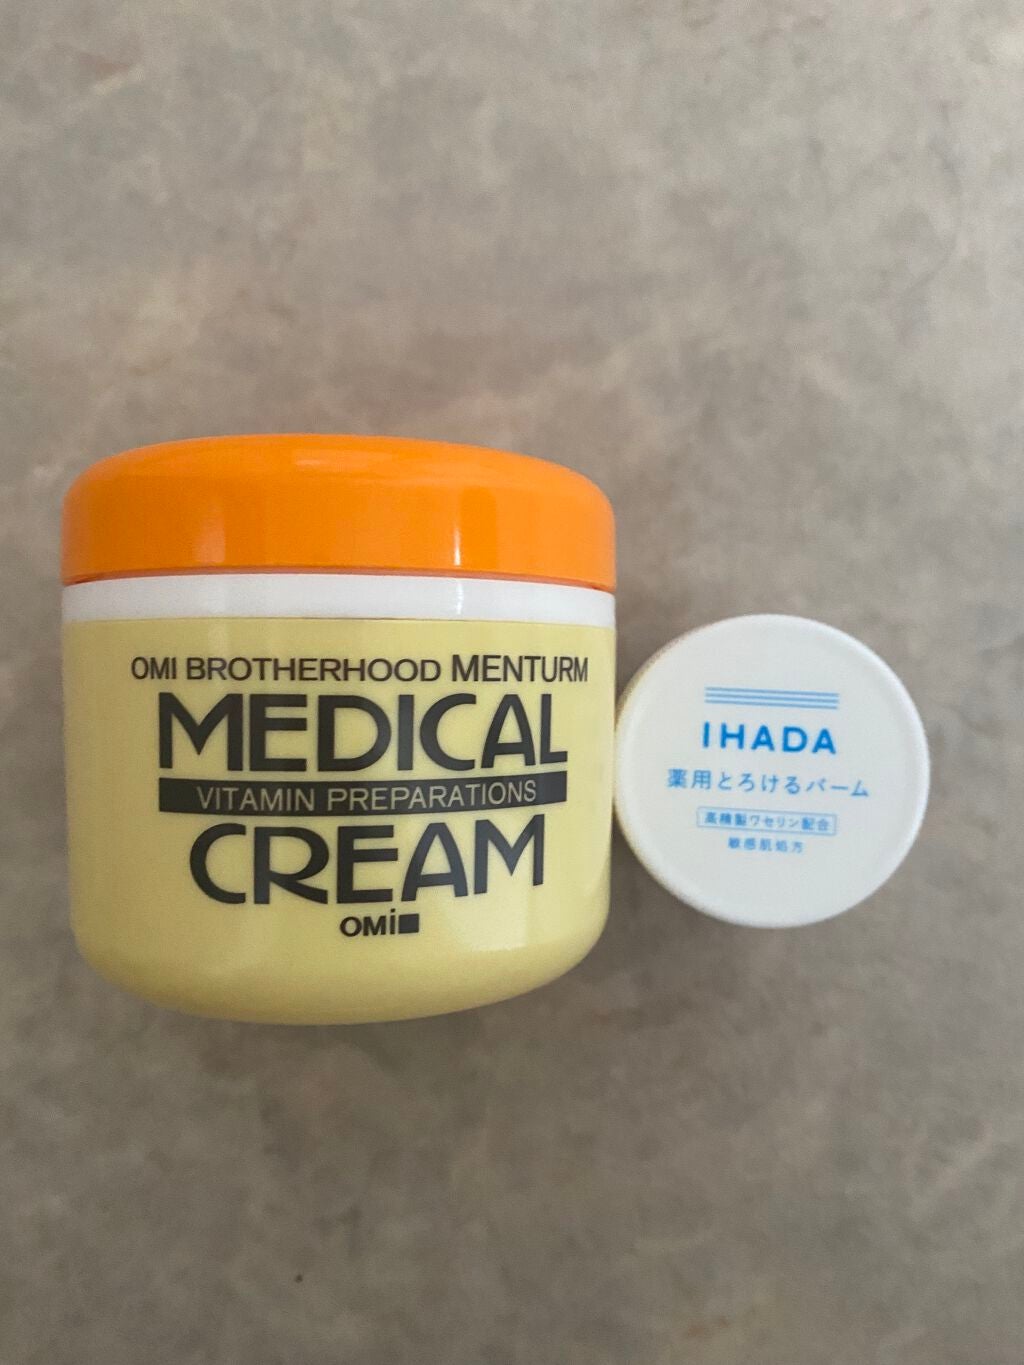 OMI BROTHERHOOD MENTURM
MEDICAL
VITAMIN PREPARATIONS
CREAM
OMi
IHADA
薬用とろけるバーム
高精製ワセリン配合
敏感肌処方